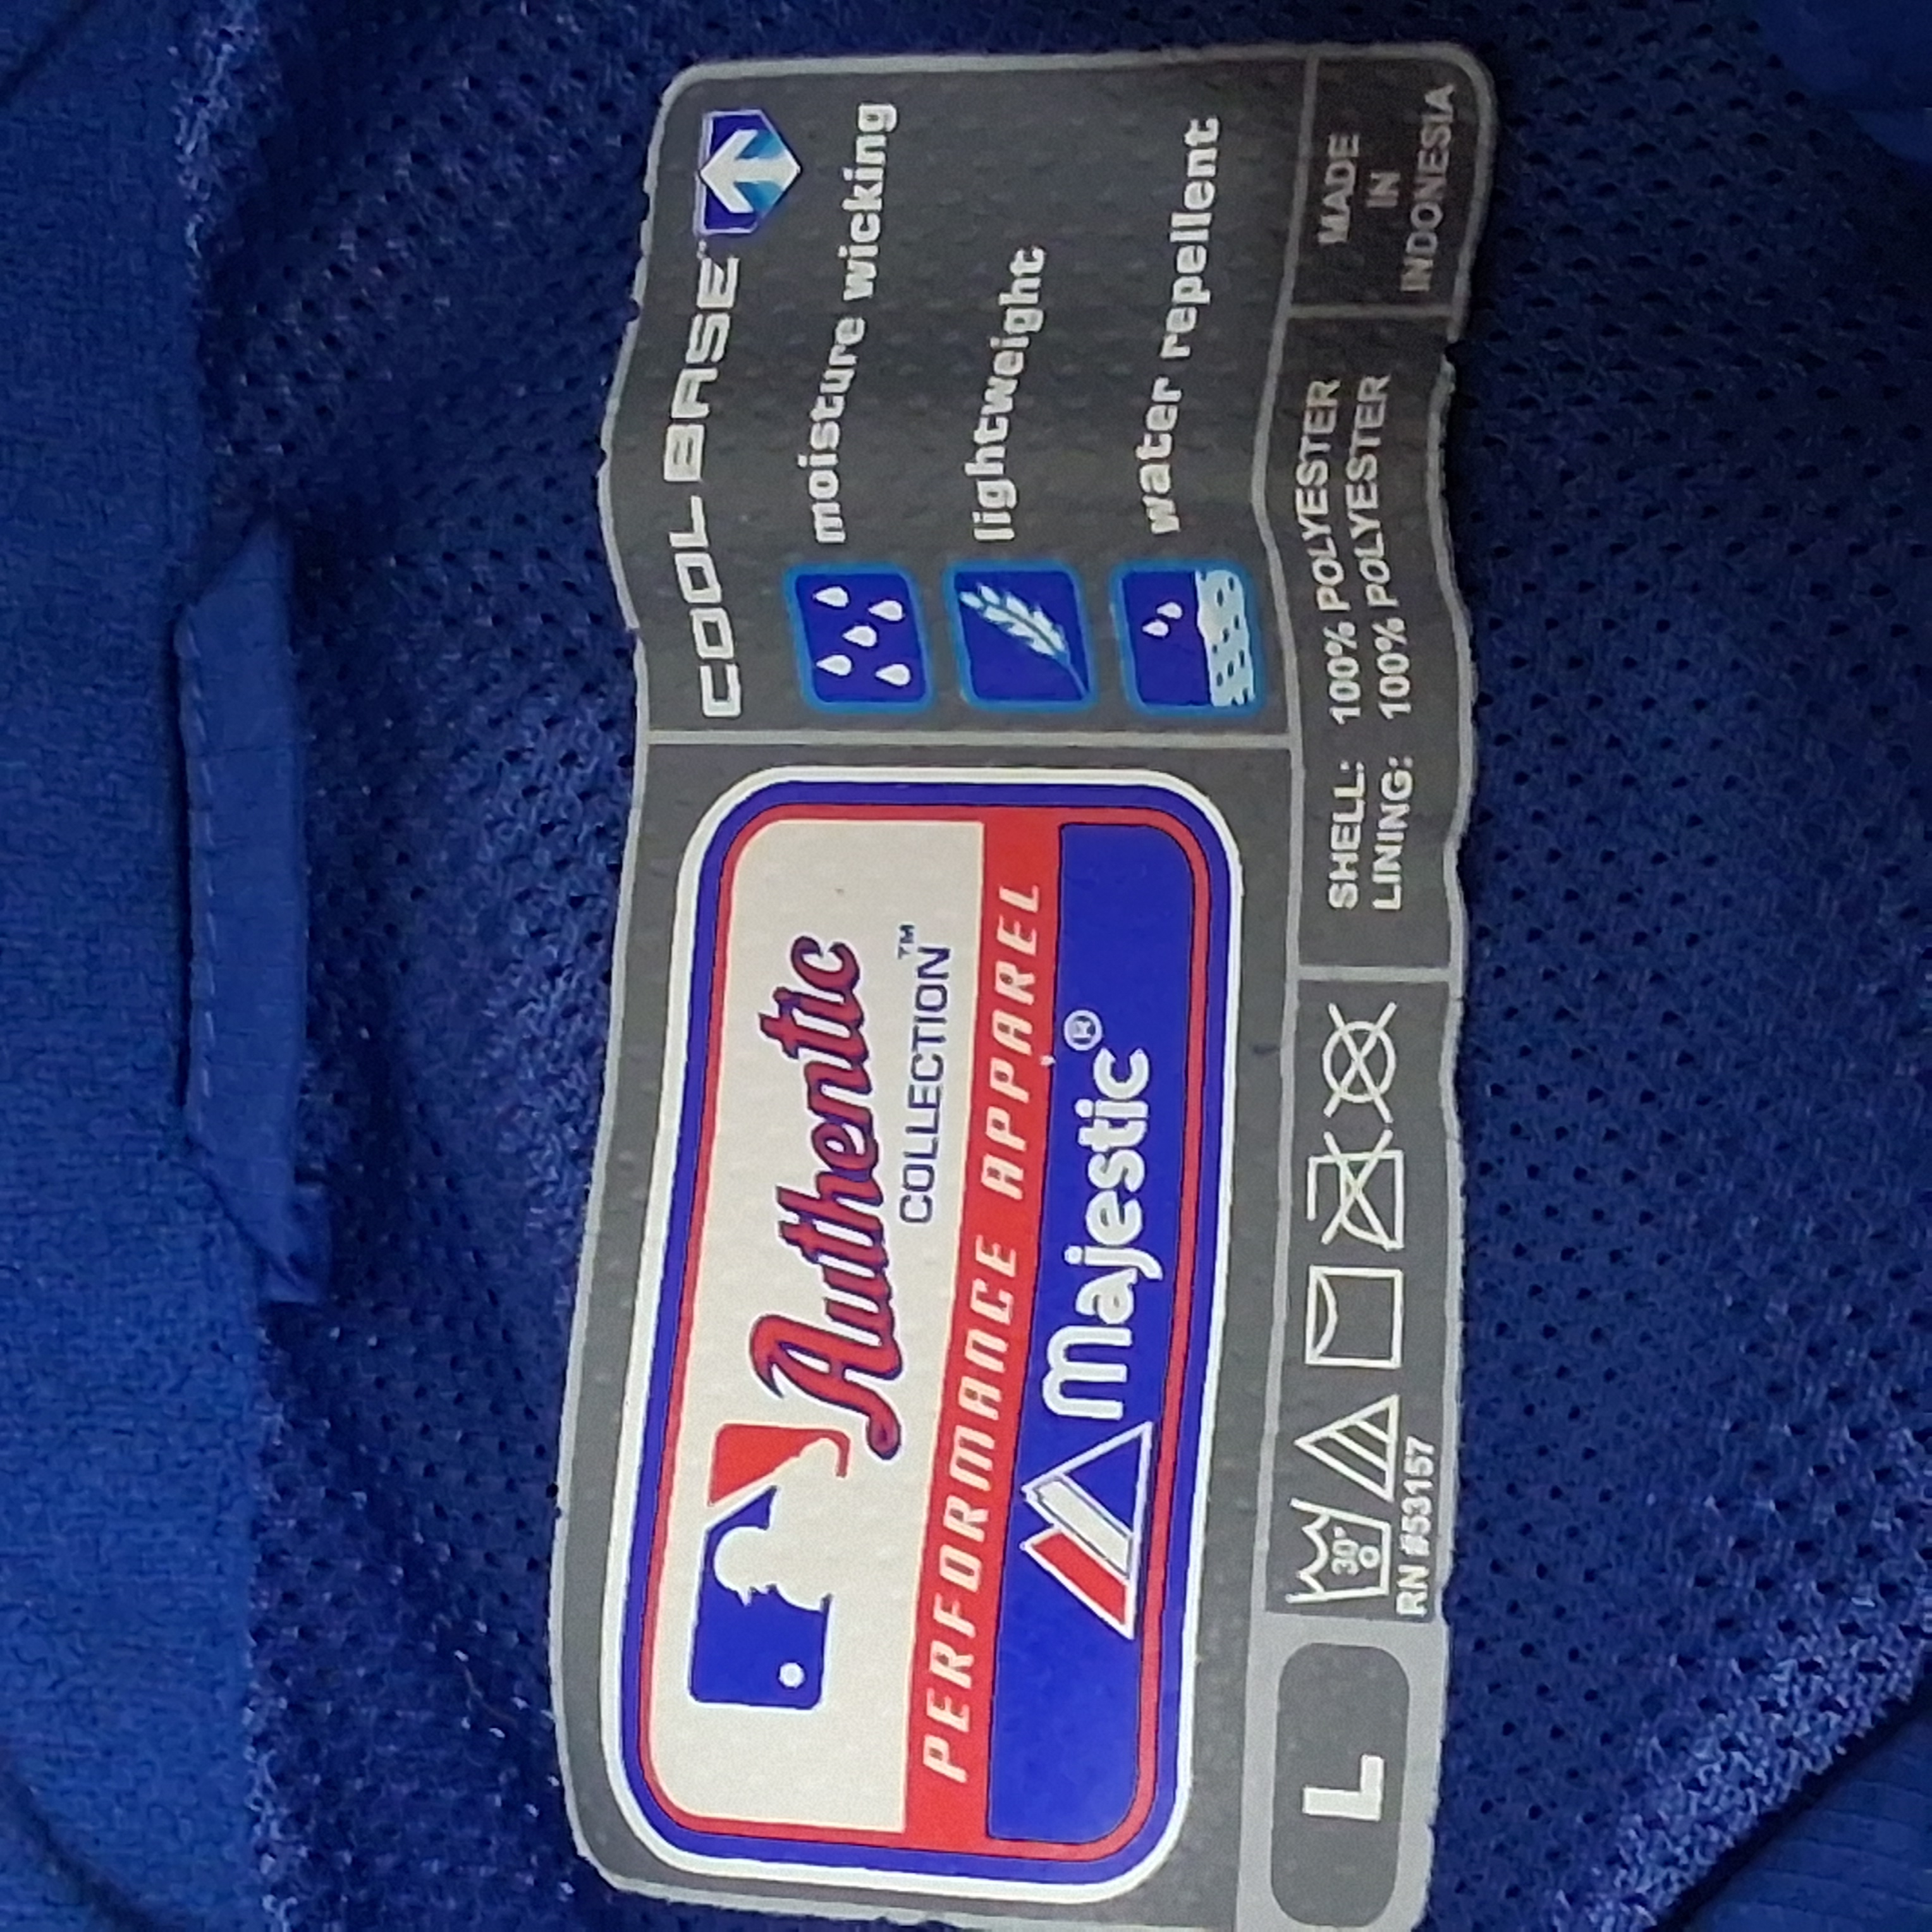 Authentic
COLLECTION™
PERFORMANCE APPAREL
majestic®
COOL BASE™
moisture wicking
lightweight
water repellent
L
30°
RN #53157
SHELL: 100% POLYESTER
LINING: 100% POLYESTER
MADE
IN
INDONESIA